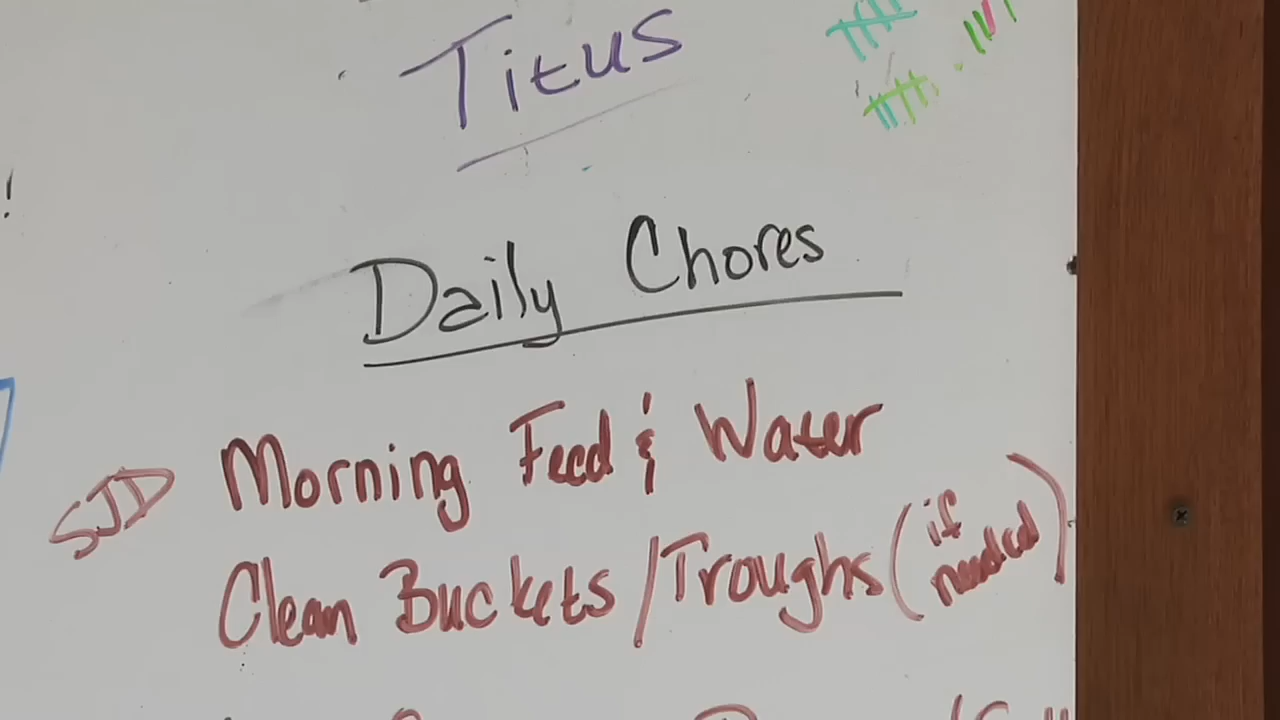 Titus
!
Daily Chores
SJD Morning Feed & Water
Clean Buckets/Troughs (if needed)